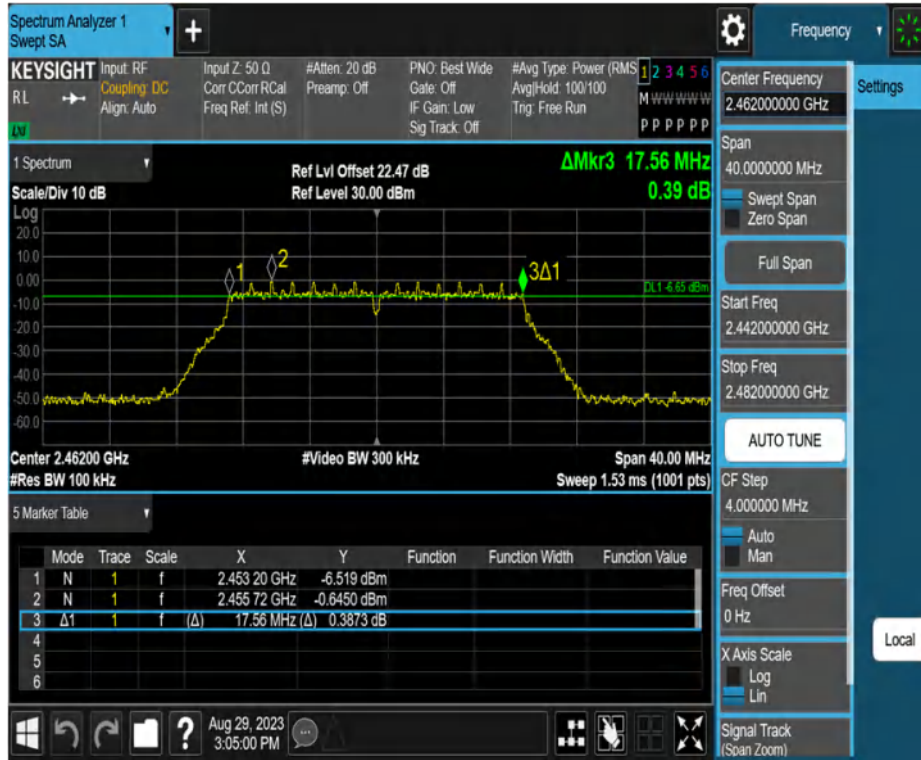 Spectrum Analyzer 1
Swept SA
+
Frequency
KEYSIGHT Input: RF Input Z: 50 Ω #Atten: 20 dB PNO: Best Wide #Avg Type: Power (RMS 1 2 3 4 5 6
RL Coupling: DC Corr CCorr RCal Preamp: Off Gate: Off Avg|Hold: 100/100 M W W W W W
Align: Auto Freq Ref: Int (S) IF Gain: Low Trig: Free Run
LXI Sig Track: Off P P P P P P
1 Spectrum
Scale/Div 10 dB
Ref Lvl Offset 22.47 dB
Ref Level 30.00 dBm
ΔMkr3 17.56 MHz
0.39 dB
Log
20.0
10.0
0.00
-10.0
-20.0
-30.0
-40.0
-50.0
-60.0
1
2
3Δ1
DL1 -6.65 dBm
Center 2.46200 GHz #Video BW 300 kHz Span 40.00 MHz
#Res BW 100 kHz Sweep 1.53 ms (1001 pts)
5 Marker Table
Mode Trace Scale X Y Function Function Width Function Value
1 N 1 f 2.453 20 GHz -6.519 dBm
2 N 1 f 2.455 72 GHz -0.6450 dBm
3 Δ1 1 f (Δ) 17.56 MHz (Δ) 0.3873 dB
4
5
6
?
Aug 29, 2023
3:05:00 PM
Center Frequency
2.462000000 GHz
Settings
Span
40.0000000 MHz
Swept Span
Zero Span
Full Span
Start Freq
2.442000000 GHz
Stop Freq
2.482000000 GHz
AUTO TUNE
CF Step
4.000000 MHz
Auto
Man
Freq Offset
0 Hz
Local
X Axis Scale
Log
Lin
Signal Track
(Span Zoom)